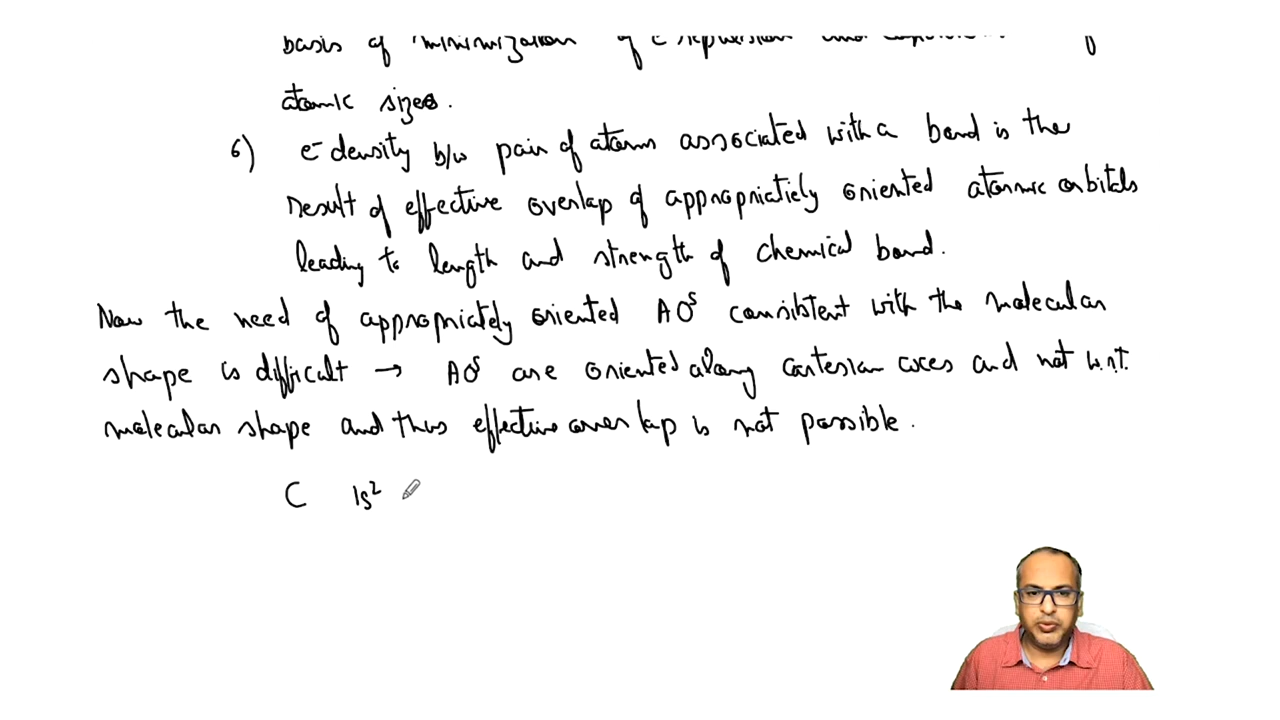 basis of minimization of e⁻ repulsion and of
atomic sizes.
6) e⁻ density b/w pair of atoms associated with a bond is the
result of effective overlap of appropriately oriented atomic orbitals
leading to length and strength of chemical bond.
Now the need of appropriately oriented AOˢ consistent with the molecular
shape is difficult → AOˢ are oriented along cartesian axes and not w.r.t.
molecular shape and thus effective overlap is not possible.
C 1s²